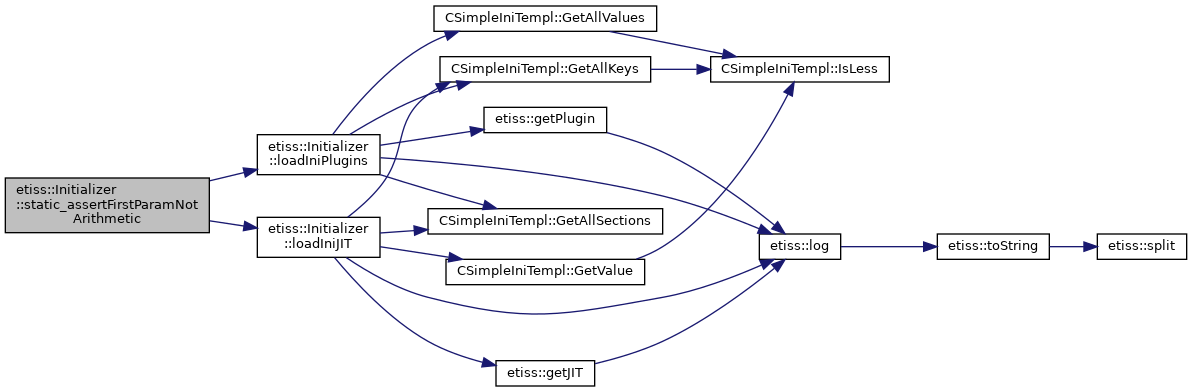 etiss::Initializer
::static_assertFirstParamNot
Arithmetic
etiss::Initializer
::loadIniPlugins
etiss::Initializer
::loadIniJIT
CSimpleIniTempl::GetAllValues
CSimpleIniTempl::GetAllKeys
etiss::getPlugin
CSimpleIniTempl::GetAllSections
CSimpleIniTempl::GetValue
etiss::getJIT
CSimpleIniTempl::IsLess
etiss::log
etiss::toString
etiss::split